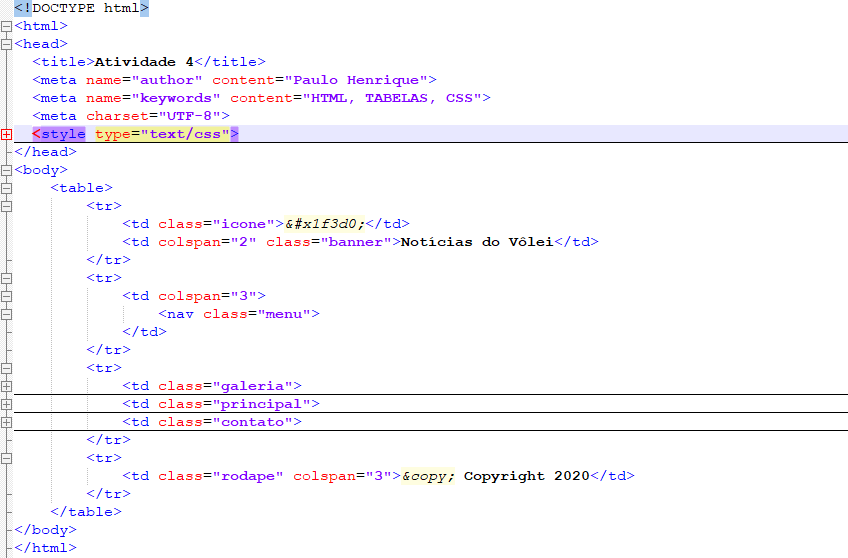 <!DOCTYPE html>
<html>
<head>
<title>Atividade 4</title>
<meta name="author" content="Paulo Henrique">
<meta name="keywords" content="HTML, TABELAS, CSS">
<meta charset="UTF-8">
<style type="text/css">
</head>
<body>
<table>
<tr>
<td class="icone">&#x1f3d0;</td>
<td colspan="2" class="banner">Notícias do Vôlei</td>
</tr>
<tr>
<td colspan="3">
<nav class="menu">
</td>
</tr>
<tr>
<td class="galeria">
<td class="principal">
<td class="contato">
</tr>
<tr>
<td class="rodape" colspan="3">&copy; Copyright 2020</td>
</tr>
</table>
</body>
</html>